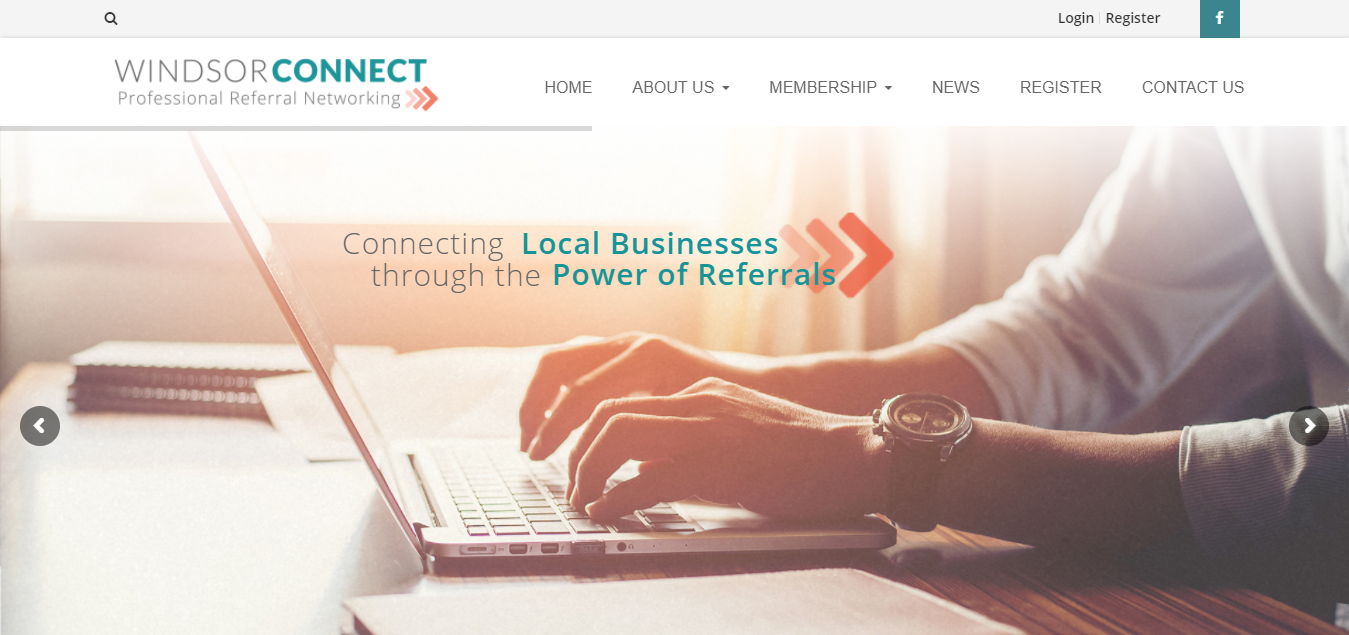 Login Register
f
WINDSORCONNECT
Professional Referral Networking
HOME ABOUT US MEMBERSHIP NEWS REGISTER CONTACT US
Connecting Local Businesses
through the Power of Referrals